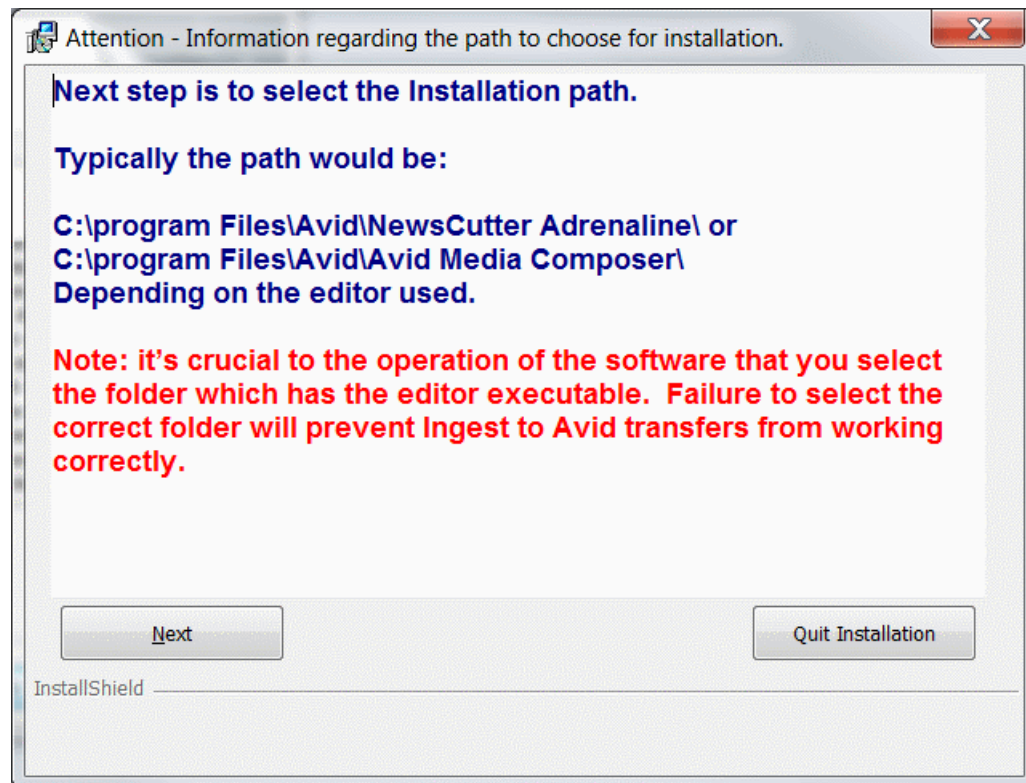 Attention - Information regarding the path to choose for installation.
Next step is to select the Installation path.
Typically the path would be:
C:\program Files\Avid\NewsCutter Adrenaline\ or
C:\program Files\Avid\Avid Media Composer\
Depending on the editor used.
Note: it’s crucial to the operation of the software that you select
the folder which has the editor executable.  Failure to select the
correct folder will prevent Ingest to Avid transfers from working
correctly.
Next
Quit Installation
InstallShield